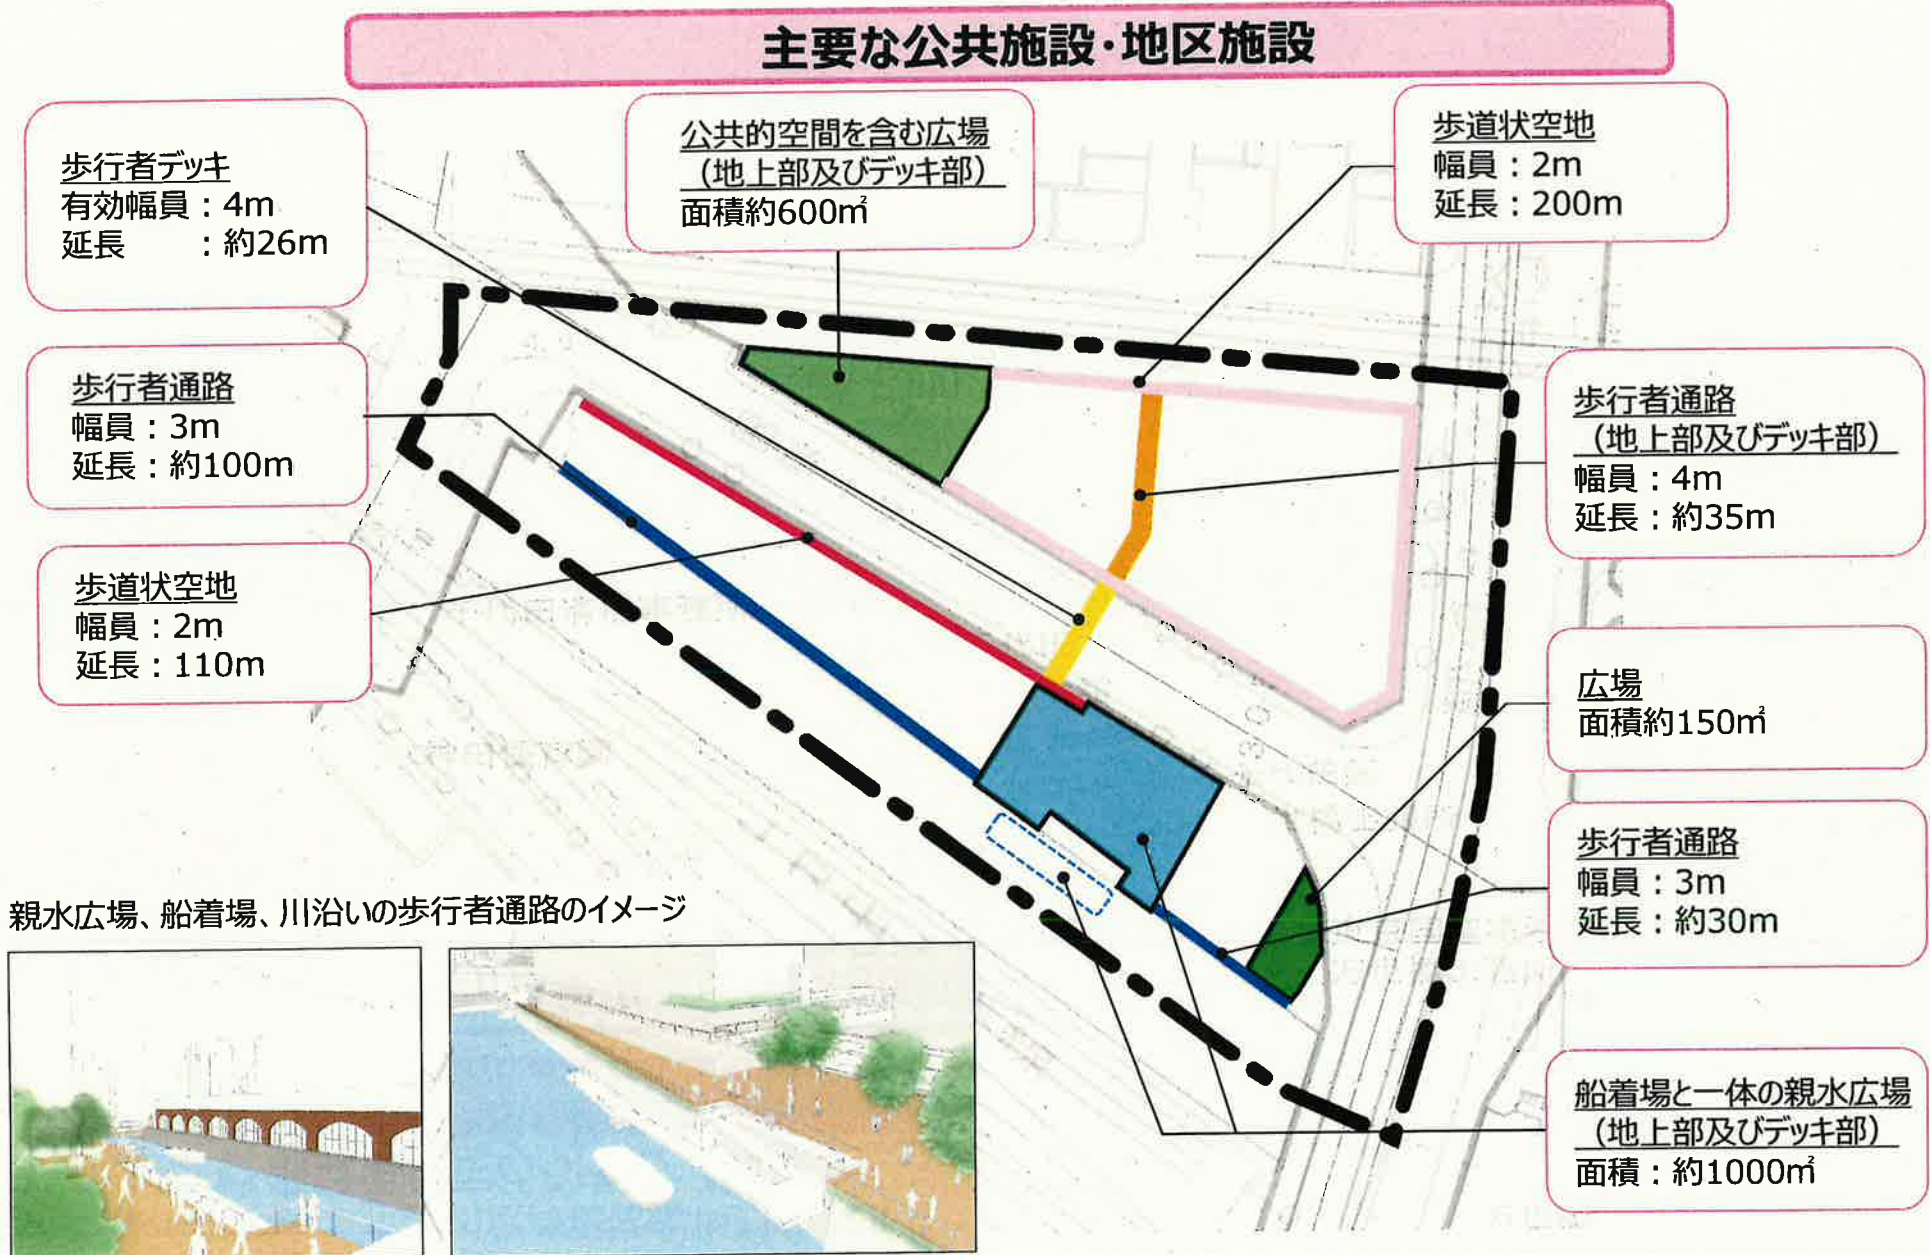 主要な公共施設･地区施設
歩行者デッキ
有効幅員：4m
延長　　：約26m
公共的空間を含む広場
（地上部及びデッキ部）
面積約600㎡
歩道状空地
幅員：2m
延長：200m
歩行者通路
幅員：3m
延長：約100m
歩行者通路
（地上部及びデッキ部）
幅員：4m
延長：約35m
歩道状空地
幅員：2m
延長：110m
広場
面積約150㎡
歩行者通路
幅員：3m
延長：約30m
船着場と一体の親水広場
（地上部及びデッキ部）
面積：約1000㎡
親水広場、船着場、川沿いの歩行者通路のイメージ